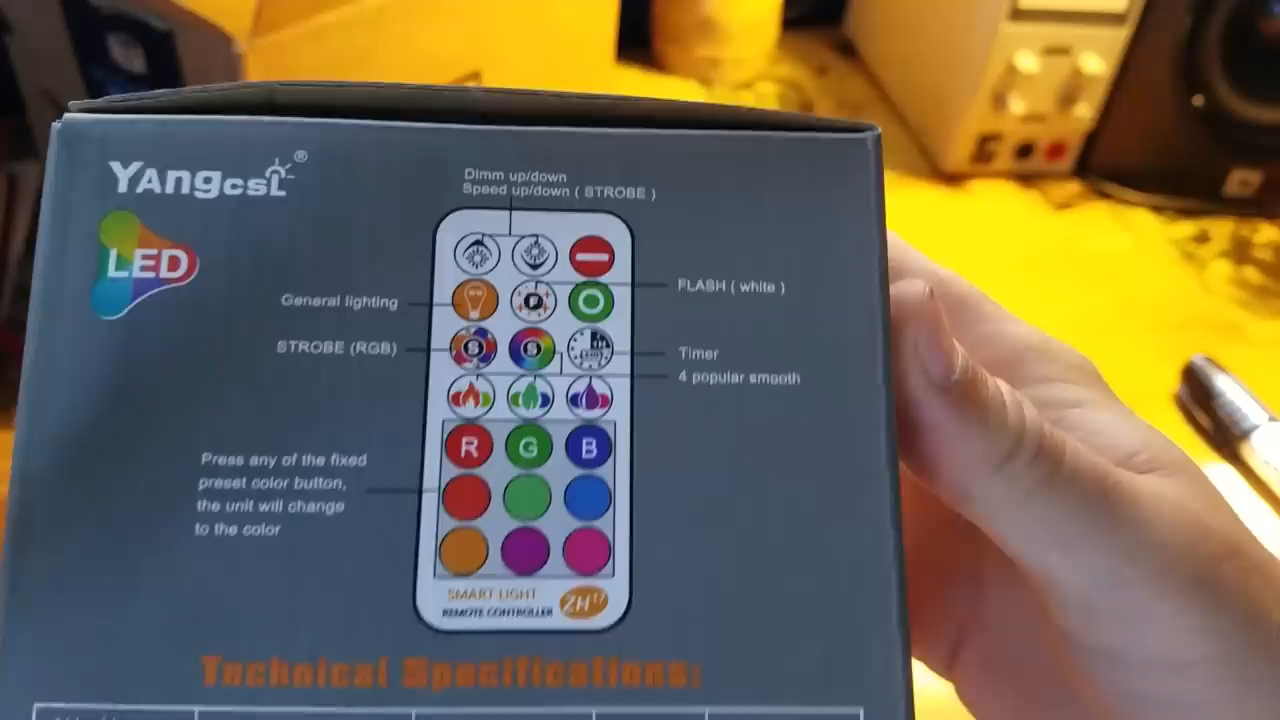 YANGCSL®
LED
Dimm up/down
Speed up/down ( STROBE )
General lighting
FLASH ( white )
STROBE (RGB)
Timer
4 popular smooth
P
S
S
R
G
B
Press any of the fixed
preset color button,
the unit will change
to the color
SMART LIGHT
REMOTE CONTROLLER
Technical Specifications: